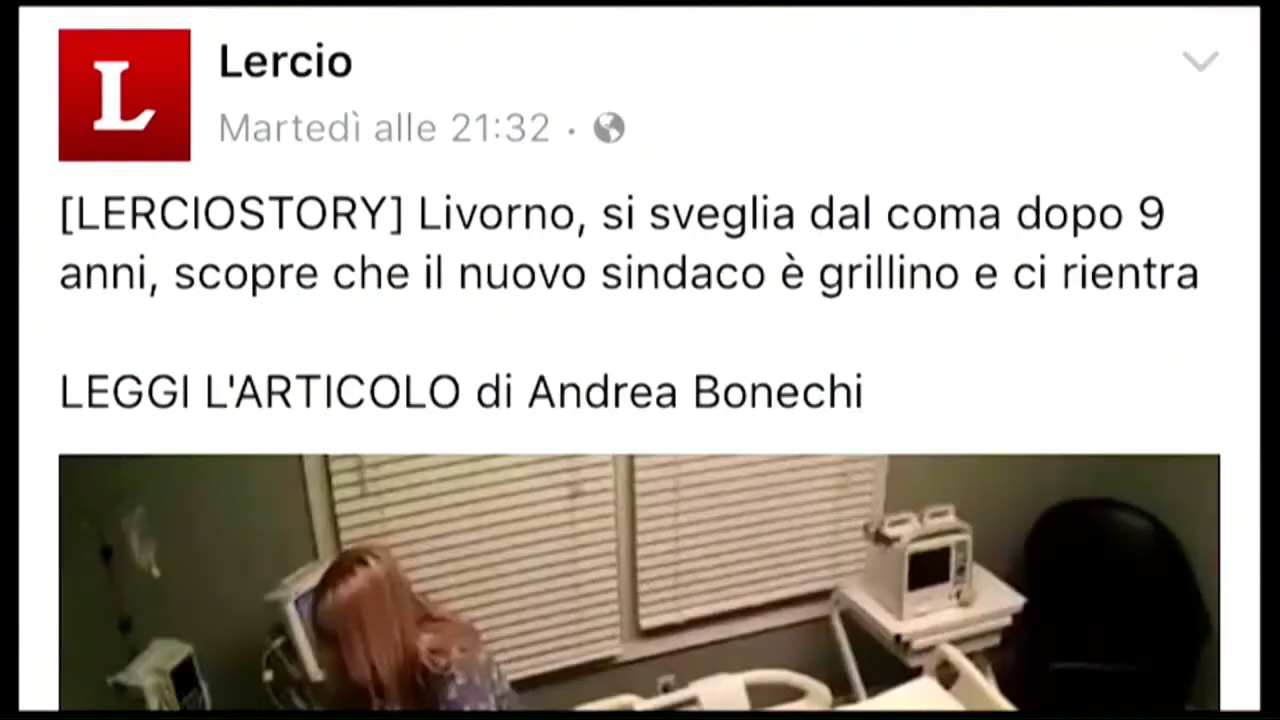 L
Lercio
Martedì alle 21:32 ·
[LERCIOSTORY] Livorno, si sveglia dal coma dopo 9
anni, scopre che il nuovo sindaco è grillino e ci rientra
LEGGI L'ARTICOLO di Andrea Bonechi